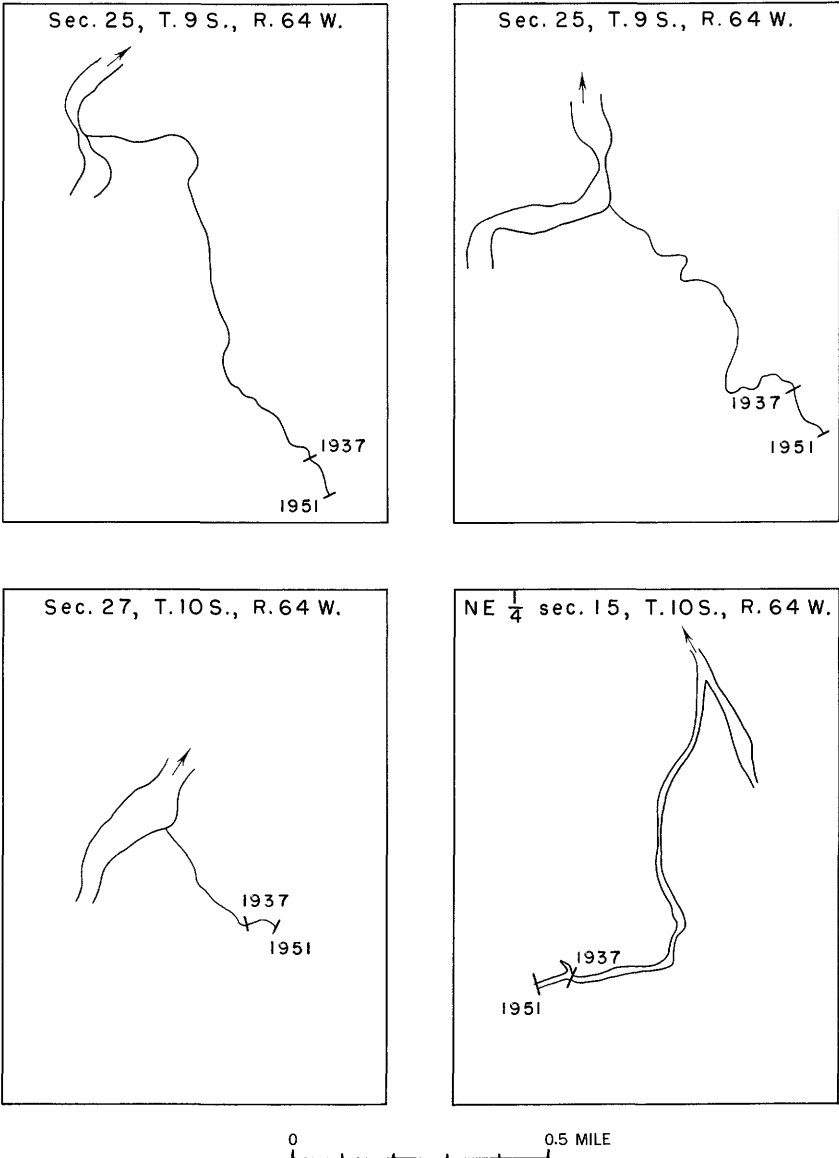 Sec. 25, T. 9 S., R. 64 W.
1937
1951
Sec. 25, T. 9 S., R. 64 W.
1937
1951
Sec. 27, T. 10 S., R. 64 W.
1937
1951
NE 1/4 sec. 15, T. 10 S., R. 64 W.
1937
1951
0 0.5 MILE